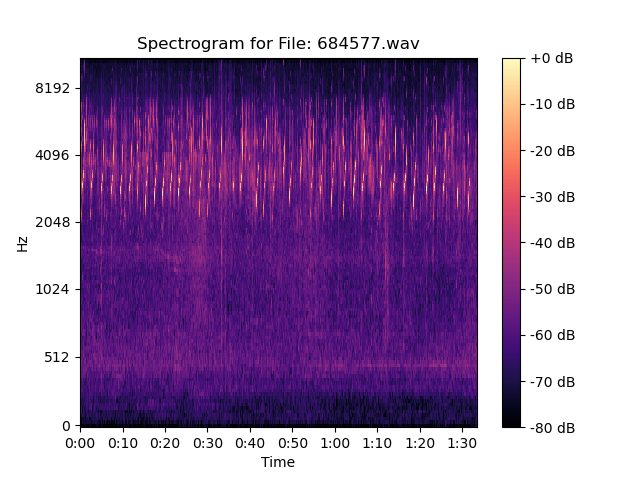 Spectrogram for File: 684577.wav
+0 dB
8192
-10 dB
4096
-20 dB
-30 dB
2048
Hz
-40 dB
1024
-50 dB
-60 dB
512
-70 dB
0
-80 dB
0:00 0:10 0:20 0:30 0:40 0:50 1:00 1:10 1:20 1:30
Time